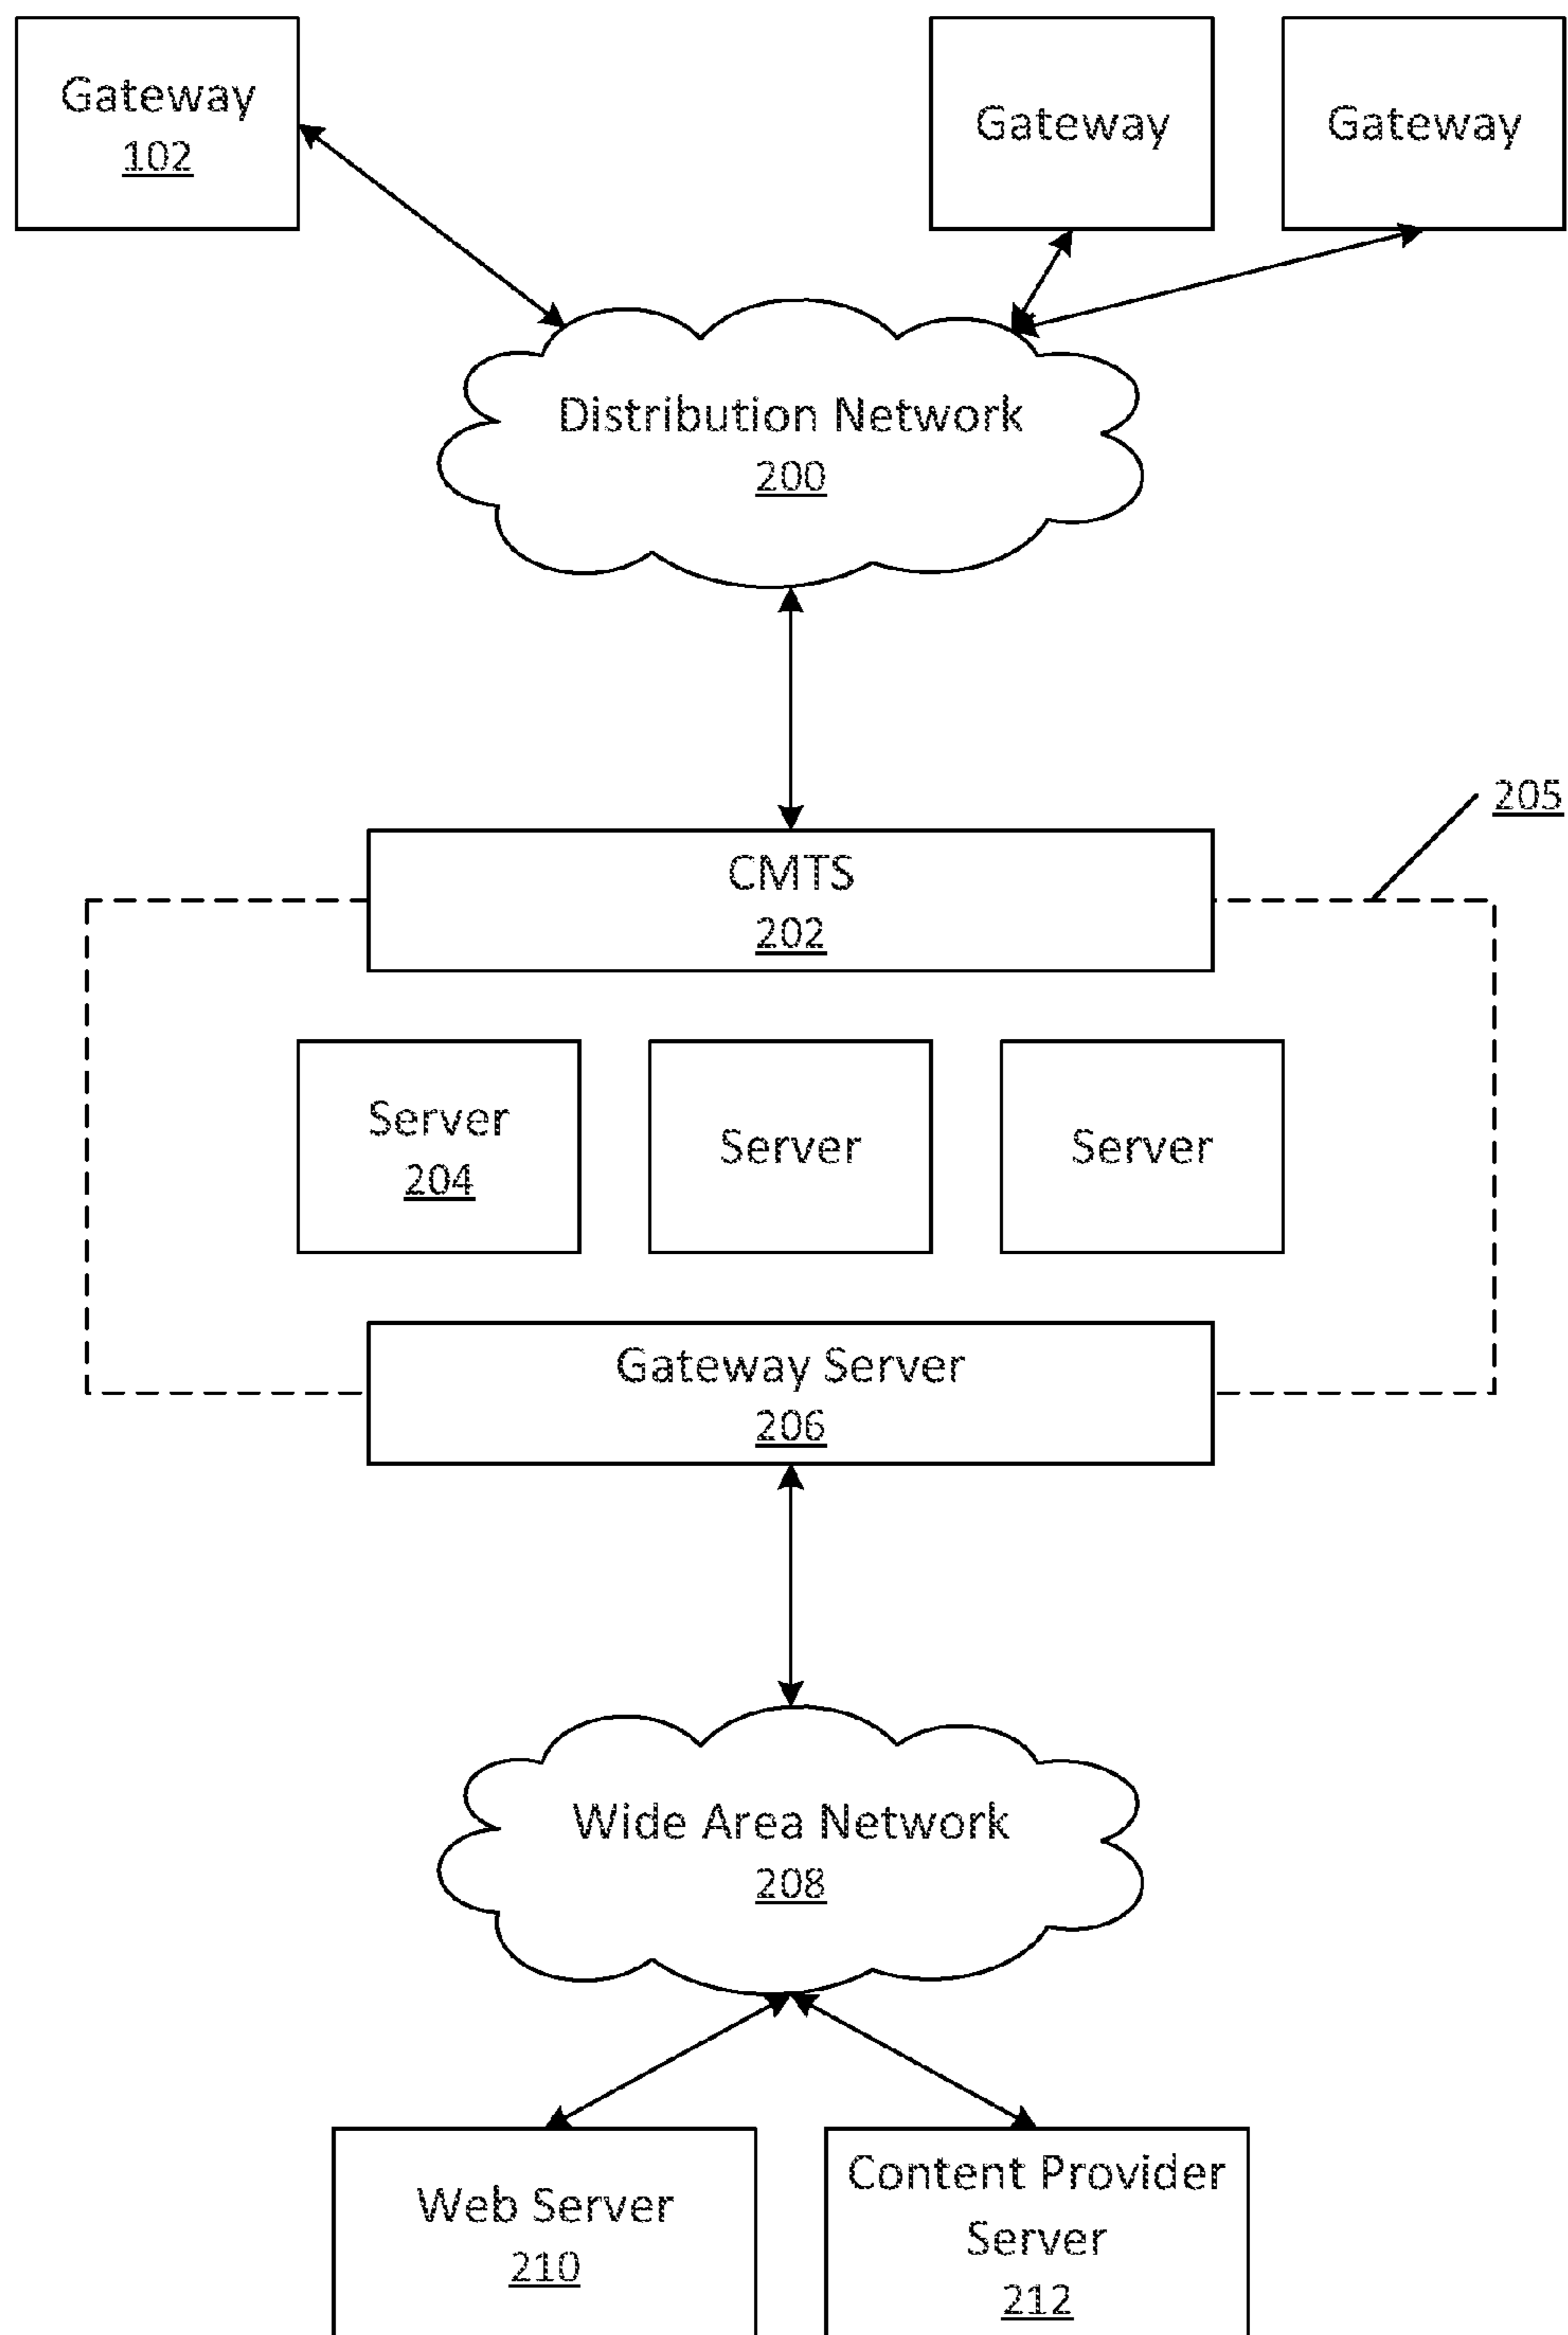 Gateway
102
Gateway
Gateway
Distribution Network
200
205
CMTS
202
Server
204
Server
Server
Gateway Server
206
Wide Area Network
208
Web Server
210
Content Provider
Server
212